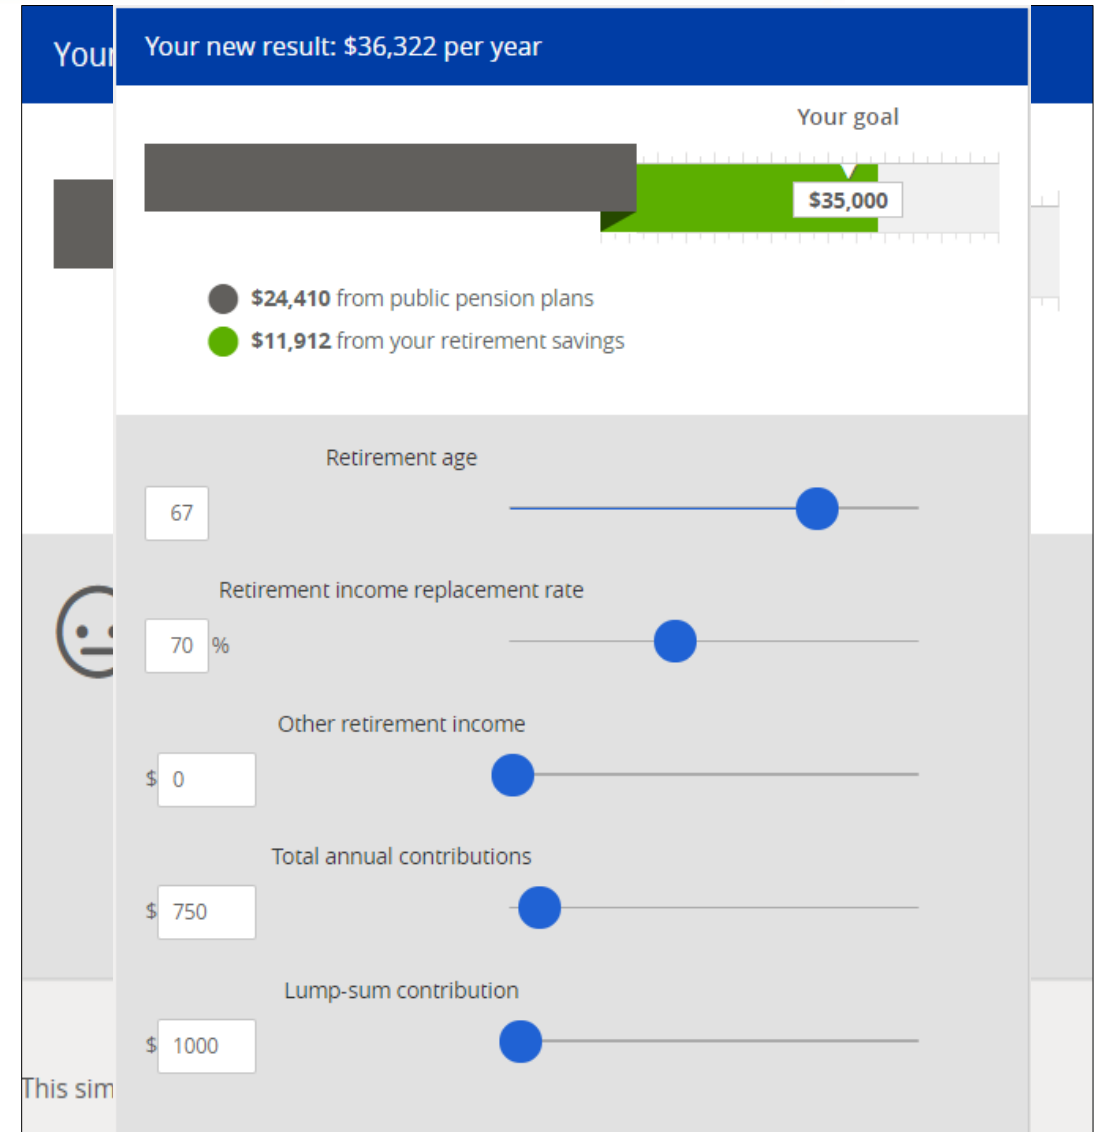 Your new result: $36,322 per year
Your goal
$35,000
$24,410 from public pension plans
$11,912 from your retirement savings
Retirement age
67
Retirement income replacement rate
70 %
Other retirement income
$ 0
Total annual contributions
$ 750
Lump-sum contribution
$ 1000
This sim